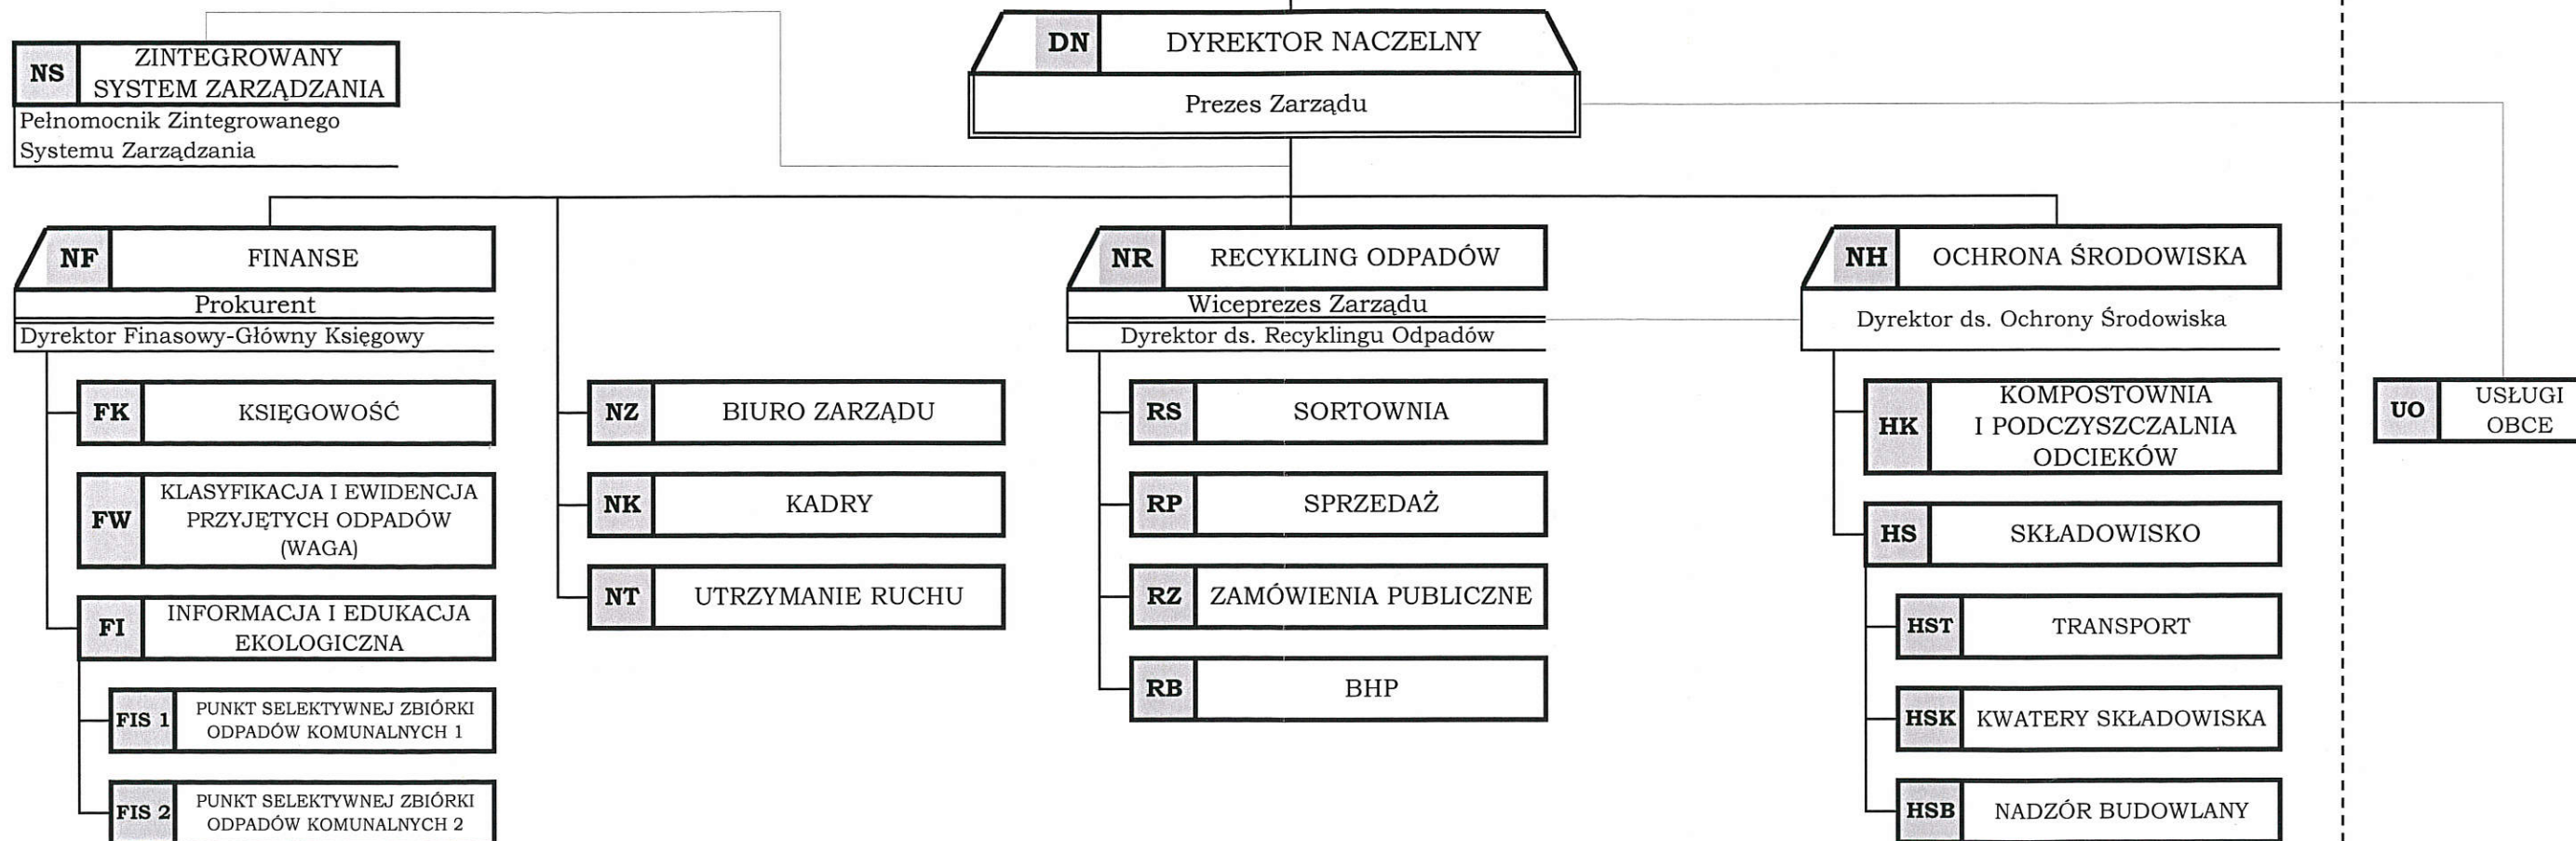 DN DYREKTOR NACZELNY
Prezes Zarządu
NS ZINTEGROWANY
SYSTEM ZARZĄDZANIA
Pełnomocnik Zintegrowanego
Systemu Zarządzania
NF FINANSE
Prokurent
Dyrektor Finasowy-Główny Księgowy
FK KSIĘGOWOŚĆ
FW KLASYFIKACJA I EWIDENCJA
PRZYJĘTYCH ODPADÓW
(WAGA)
FI INFORMACJA I EDUKACJA
EKOLOGICZNA
FIS 1 PUNKT SELEKTYWNEJ ZBIÓRKI
ODPADÓW KOMUNALNYCH 1
FIS 2 PUNKT SELEKTYWNEJ ZBIÓRKI
ODPADÓW KOMUNALNYCH 2
NZ BIURO ZARZĄDU
NK KADRY
NT UTRZYMANIE RUCHU
NR RECYKLING ODPADÓW
Wiceprezes Zarządu
Dyrektor ds. Recyklingu Odpadów
RS SORTOWNIA
RP SPRZEDAŻ
RZ ZAMÓWIENIA PUBLICZNE
RB BHP
NH OCHRONA ŚRODOWISKA
Dyrektor ds. Ochrony Środowiska
HK KOMPOSTOWNIA
I PODCZYSZCZALNIA
ODCIEKÓW
HS SKŁADOWISKO
HST TRANSPORT
HSK KWATERY SKŁADOWISKA
HSB NADZÓR BUDOWLANY
UO USŁUGI
OBCE